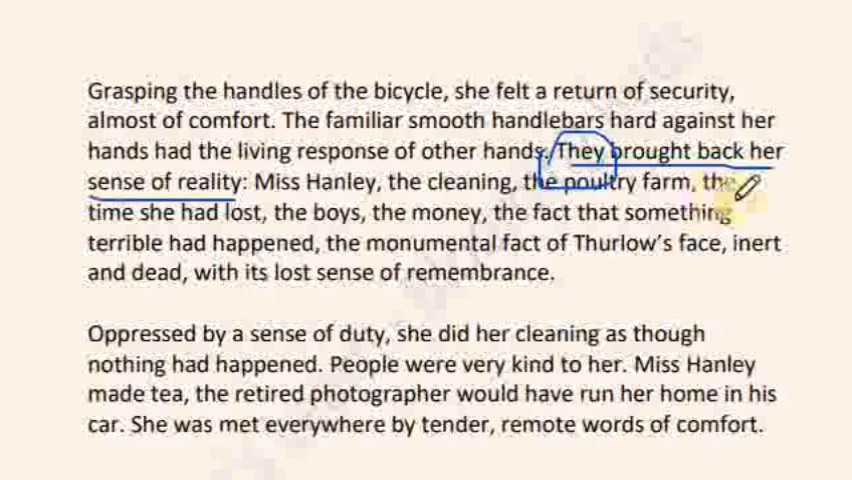 Grasping the handles of the bicycle, she felt a return of security,
almost of comfort. The familiar smooth handlebars hard against her
hands had the living response of other hands. They brought back her
sense of reality: Miss Hanley, the cleaning, the poultry farm, the
time she had lost, the boys, the money, the fact that something
terrible had happened, the monumental fact of Thurlow's face, inert
and dead, with its lost sense of remembrance.
Oppressed by a sense of duty, she did her cleaning as though
nothing had happened. People were very kind to her. Miss Hanley
made tea, the retired photographer would have run her home in his
car. She was met everywhere by tender, remote words of comfort.